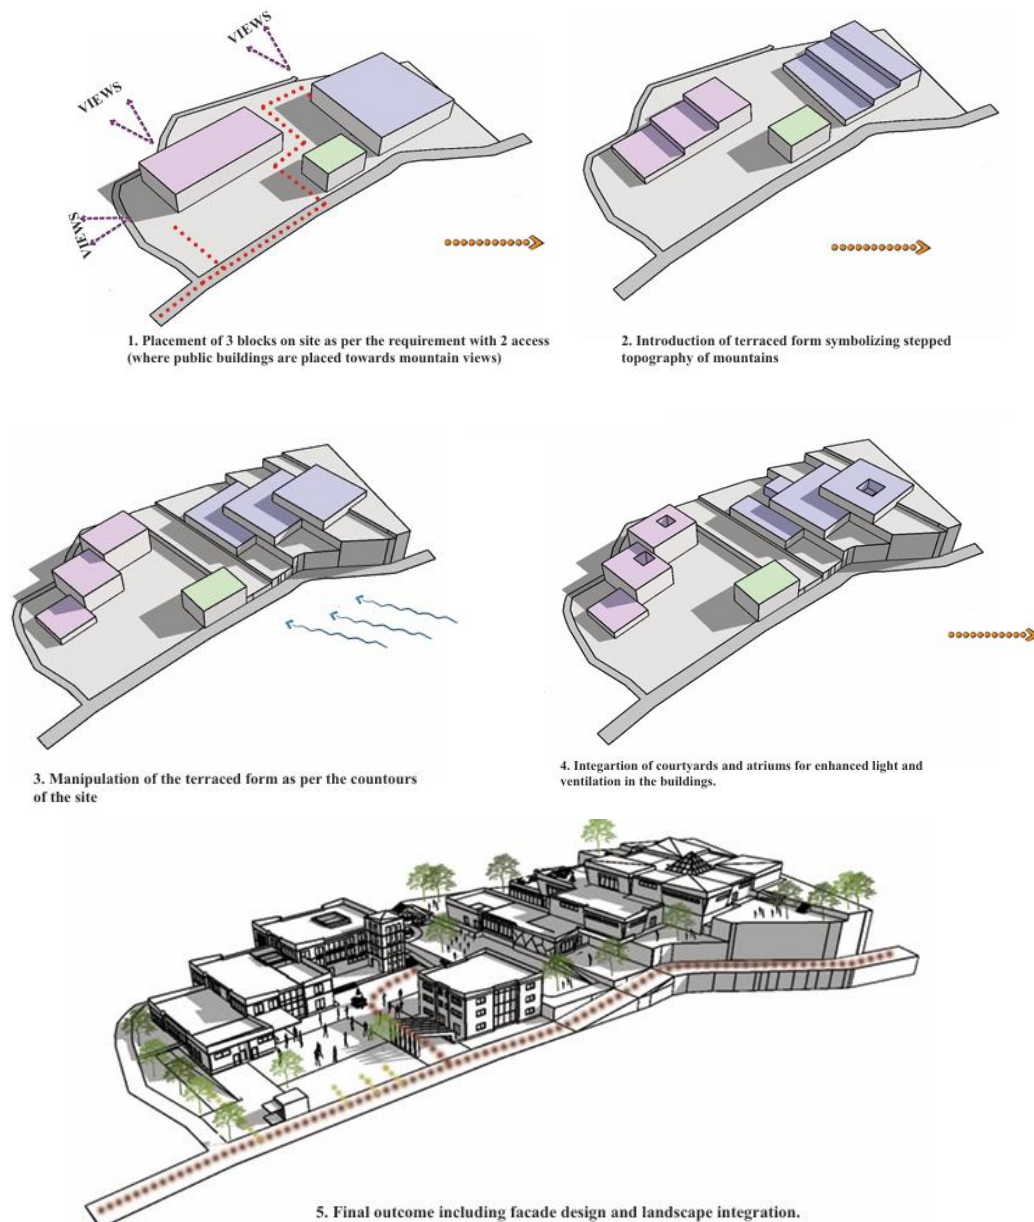 VIEWS
VIEWS
VIEWS
1. Placement of 3 blocks on site as per the requirement with 2 access
(where public buildings are placed towards mountain views)
2. Introduction of terraced form symbolizing stepped
topography of mountains
3. Manipulation of the terraced form as per the countours
of the site
4. Integartion of courtyards and atriums for enhanced light and
ventilation in the buildings.
5. Final outcome including facade design and landscape integration.